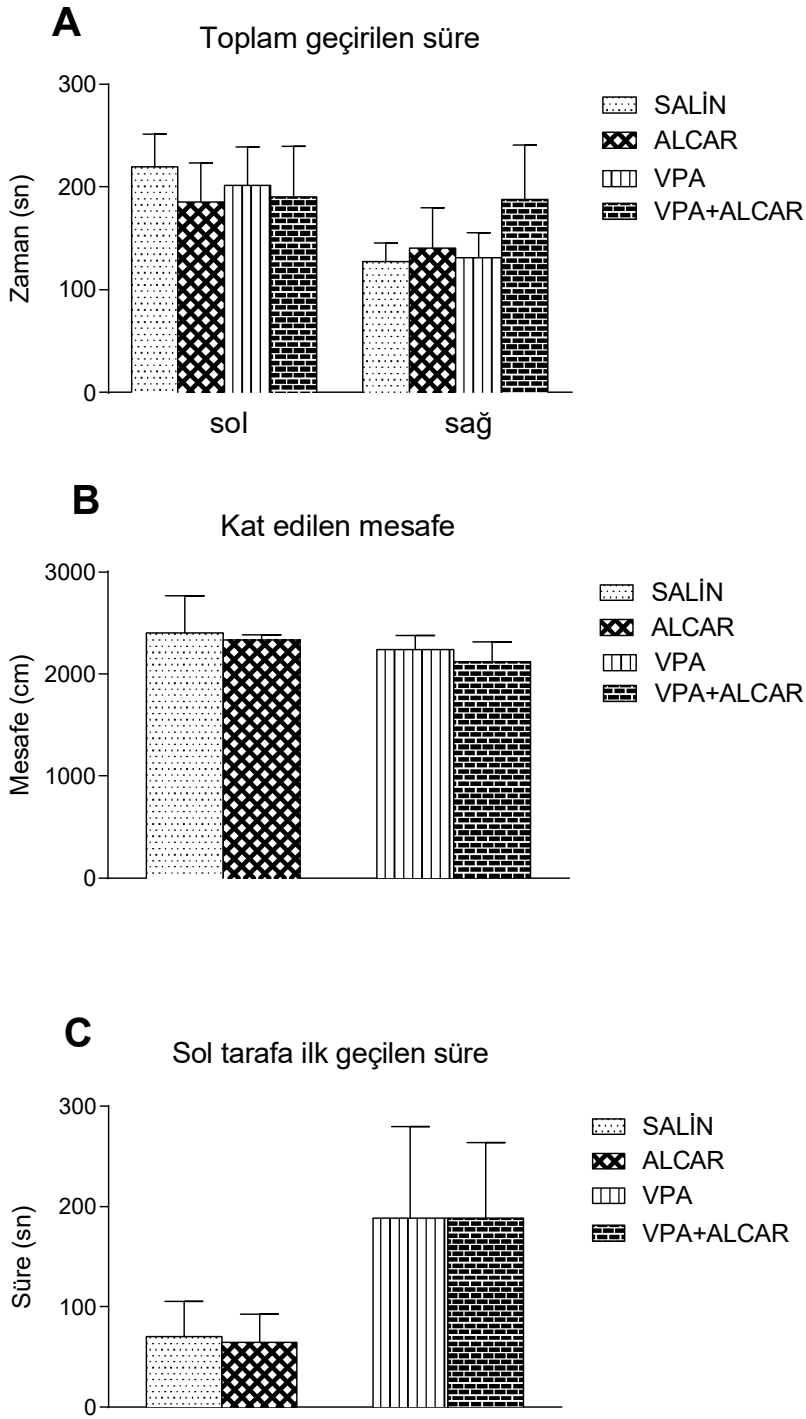 A
Toplam geçirilen süre
300
200
100
0
Zaman (sn)
sol
sağ
SALİN
ALCAR
VPA
VPA+ALCAR
B
Kat edilen mesafe
3000
2000
1000
0
Mesafe (cm)
SALİN
ALCAR
VPA
VPA+ALCAR
C
Sol tarafa ilk geçilen süre
300
200
100
0
Süre (sn)
SALİN
ALCAR
VPA
VPA+ALCAR